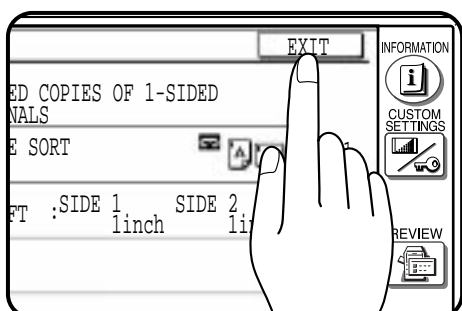 EXIT
INFORMATION
ED COPIES OF 1-SIDED
NALS
CUSTOM
SETTINGS
E SORT
FT :SIDE 1 SIDE 2
1inch
REVIEW